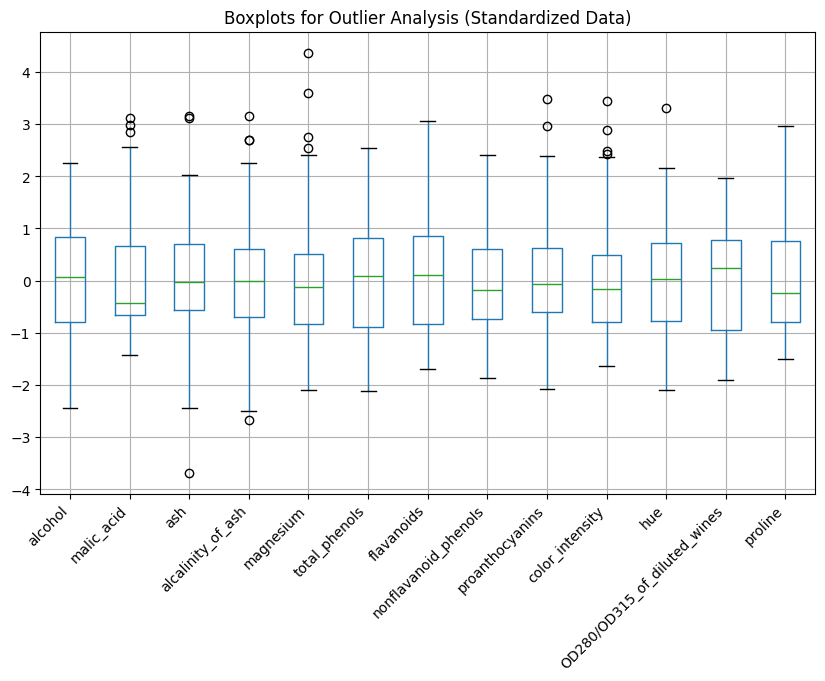 Boxplots for Outlier Analysis (Standardized Data)
4
3
2
1
0
−1
−2
−3
−4
alcohol
malic_acid
ash
alcalinity_of_ash
magnesium
total_phenols
flavanoids
nonflavanoid_phenols
proanthocyanins
color_intensity
hue
OD280/OD315_of_diluted_wines
proline